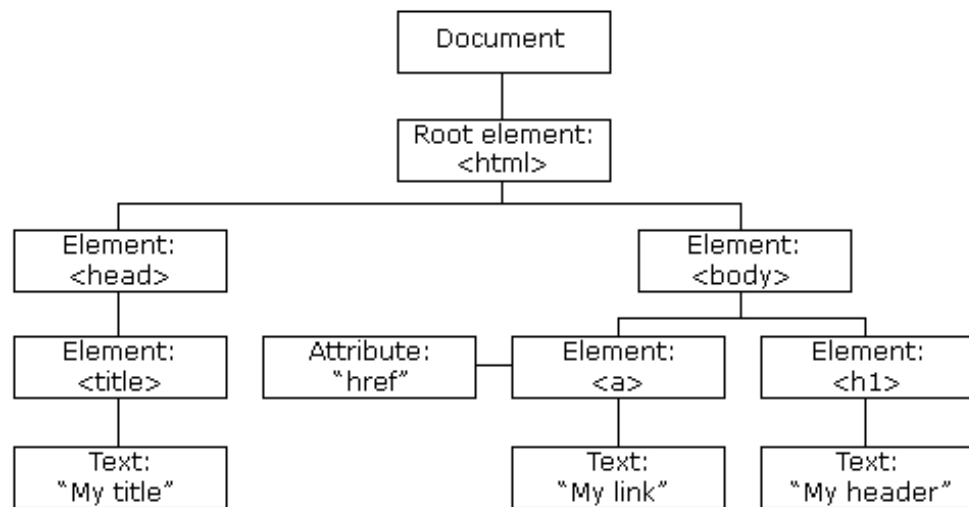 Document
Root element:
<html>
Element:
<head>
Element:
<body>
Element:
<title>
Attribute:
“href”
Element:
<a>
Element:
<h1>
Text:
“My title”
Text:
“My link”
Text:
“My header”